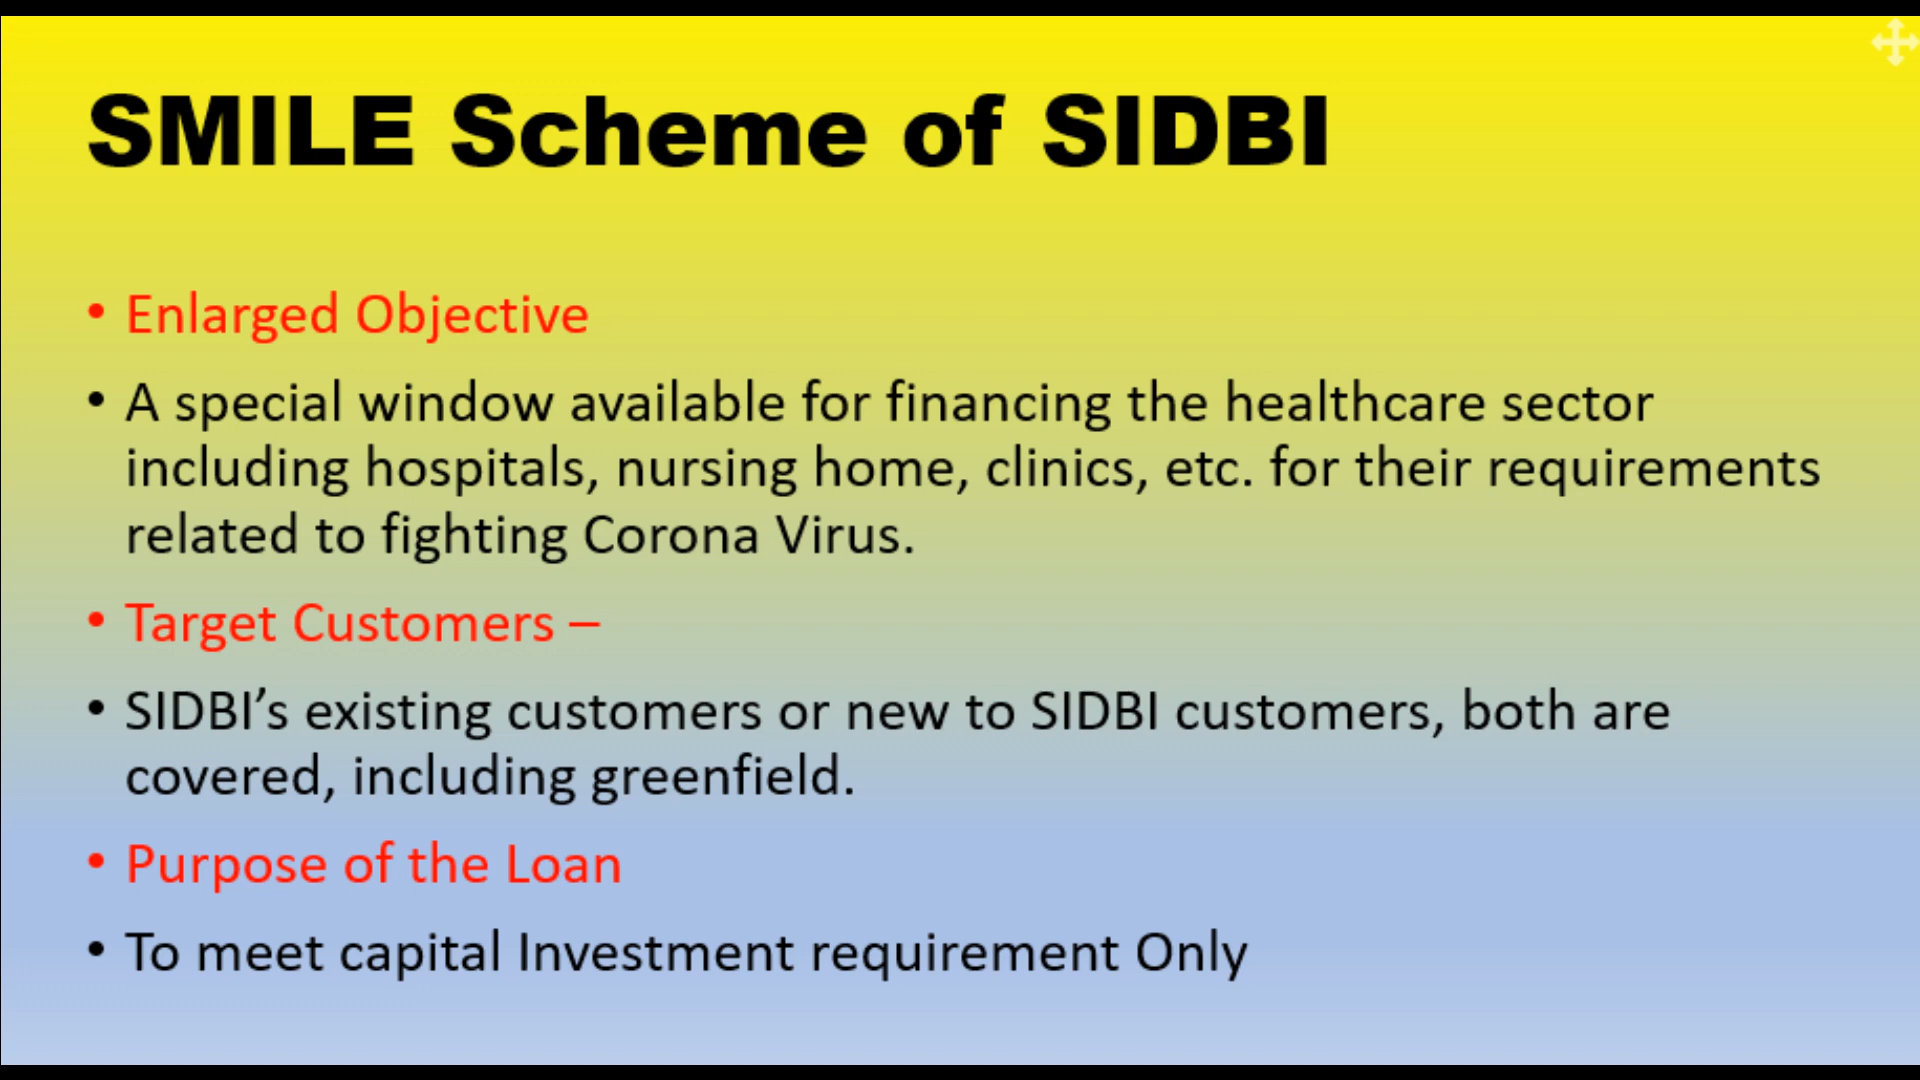 SMILE Scheme of SIDBI
• Enlarged Objective
• A special window available for financing the healthcare sector
including hospitals, nursing home, clinics, etc. for their requirements
related to fighting Corona Virus.
• Target Customers –
• SIDBI’s existing customers or new to SIDBI customers, both are
covered, including greenfield.
• Purpose of the Loan
• To meet capital Investment requirement Only